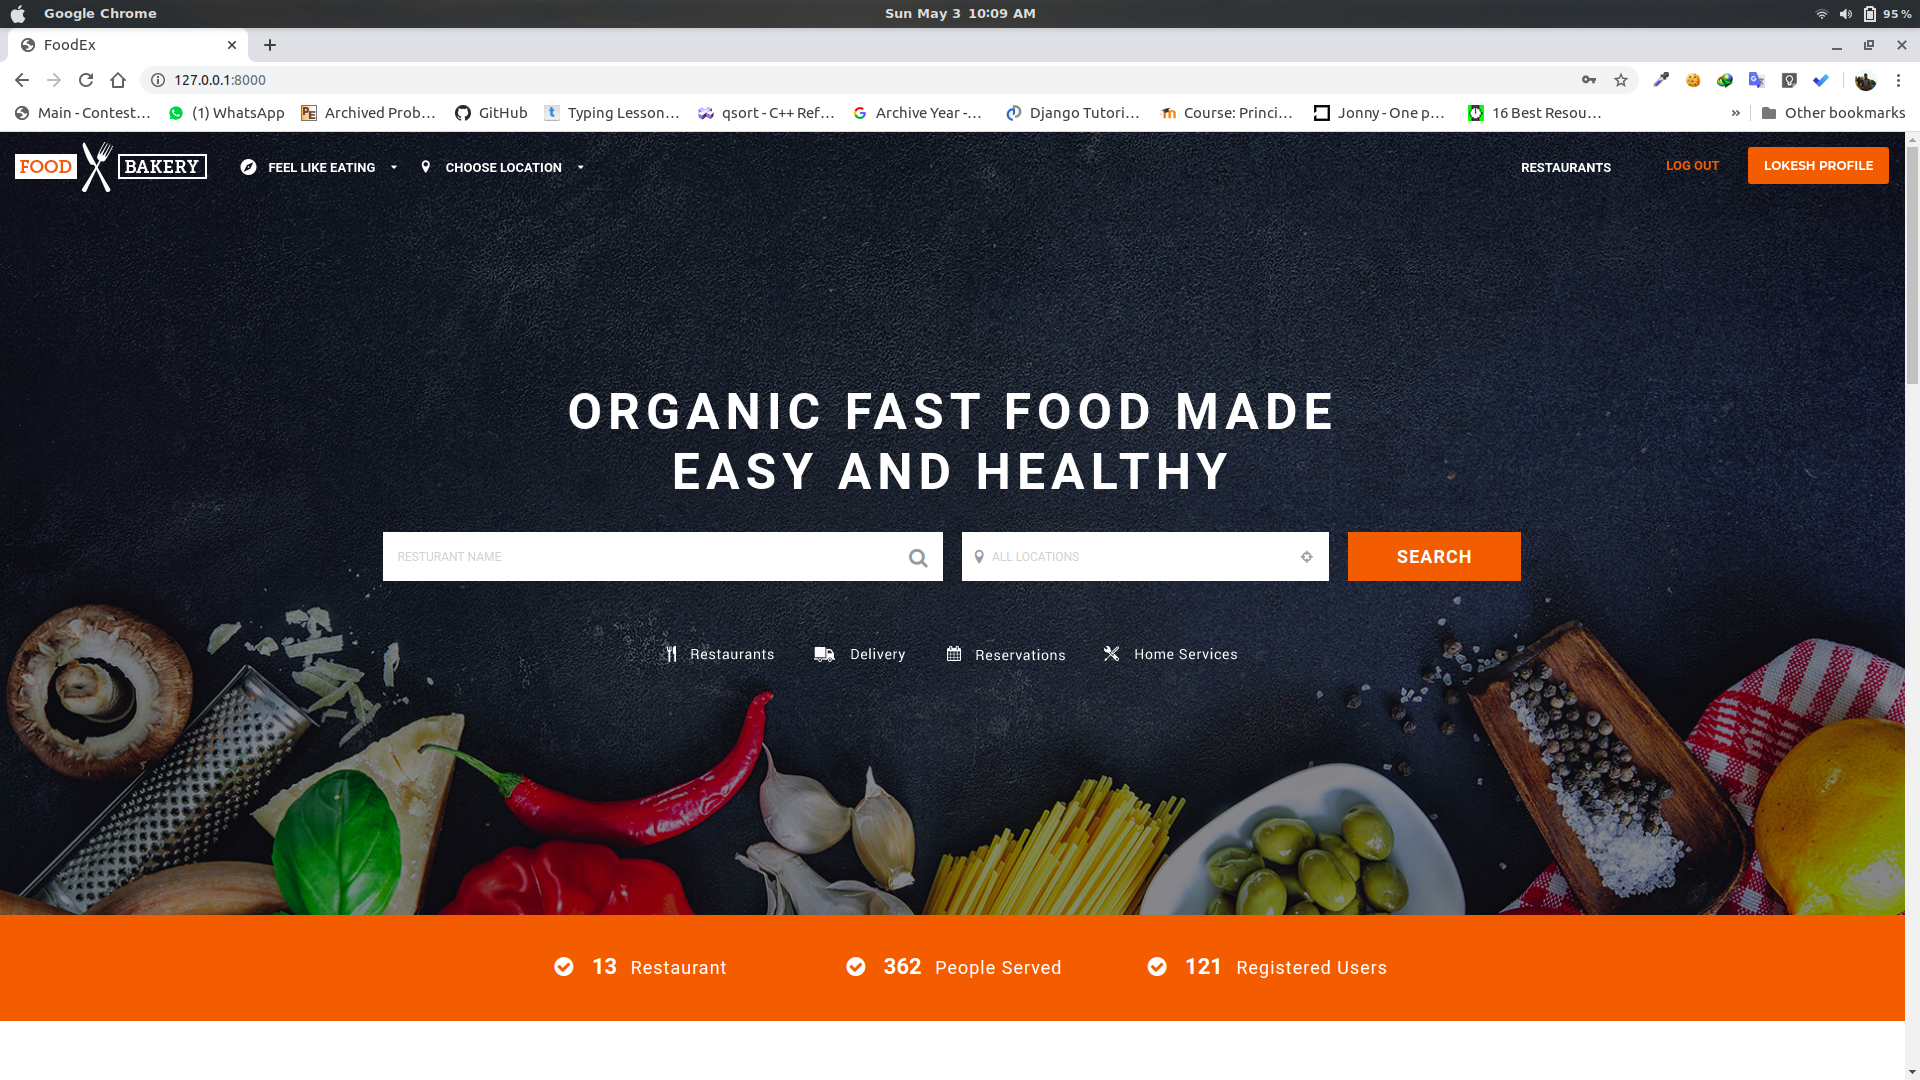 Google Chrome
Sun May 3 10:09 AM
95 %
FoodEx
127.0.0.1:8000
Main - Contest…
(1) WhatsApp
Archived Prob…
GitHub
Typing Lesson…
qsort - C++ Ref…
Archive Year -…
Django Tutori…
Course: Princi…
Jonny - One p…
16 Best Resou…
»
Other bookmarks
FOOD BAKERY
FEEL LIKE EATING
CHOOSE LOCATION
RESTAURANTS
LOG OUT
LOKESH PROFILE
ORGANIC FAST FOOD MADE
EASY AND HEALTHY
RESTURANT NAME
ALL LOCATIONS
SEARCH
Restaurants
Delivery
Reservations
Home Services
13 Restaurant
362 People Served
121 Registered Users